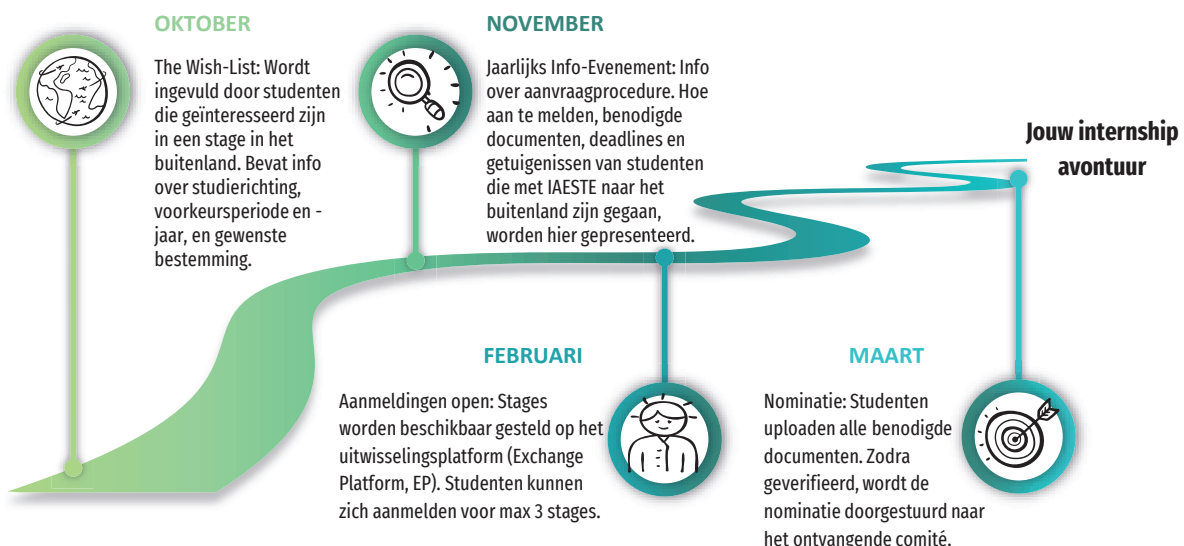 OKTOBER
The Wish-List: Wordt
ingevuld door studenten
die geïnteresseerd zijn
in een stage in het
buitenland. Bevat info
over studierichting,
voorkeursperiode en -
jaar, en gewenste
bestemming.
NOVEMBER
Jaarlijks Info-Evenement: Info
over aanvraagprocedure. Hoe
aan te melden, benodigde
documenten, deadlines en
getuigenissen van studenten
die met IAESTE naar het
buitenland zijn gegaan,
worden hier gepresenteerd.
Jouw internship
avontuur
FEBRUARI
Aanmeldingen open: Stages
worden beschikbaar gesteld op het
uitwisselingsplatform (Exchange
Platform, EP). Studenten kunnen
zich aanmelden voor max 3 stages.
MAART
Nominatie: Studenten
uploaden alle benodigde
documenten. Zodra
geverifieerd, wordt de
nominatie doorgestuurd naar
het ontvangende comité.